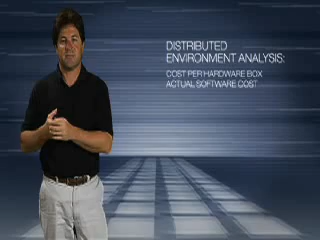 DISTRIBUTED
ENVIRONMENT ANALYSIS:
COST PER HARDWARE BOX
ACTUAL SOFTWARE COST